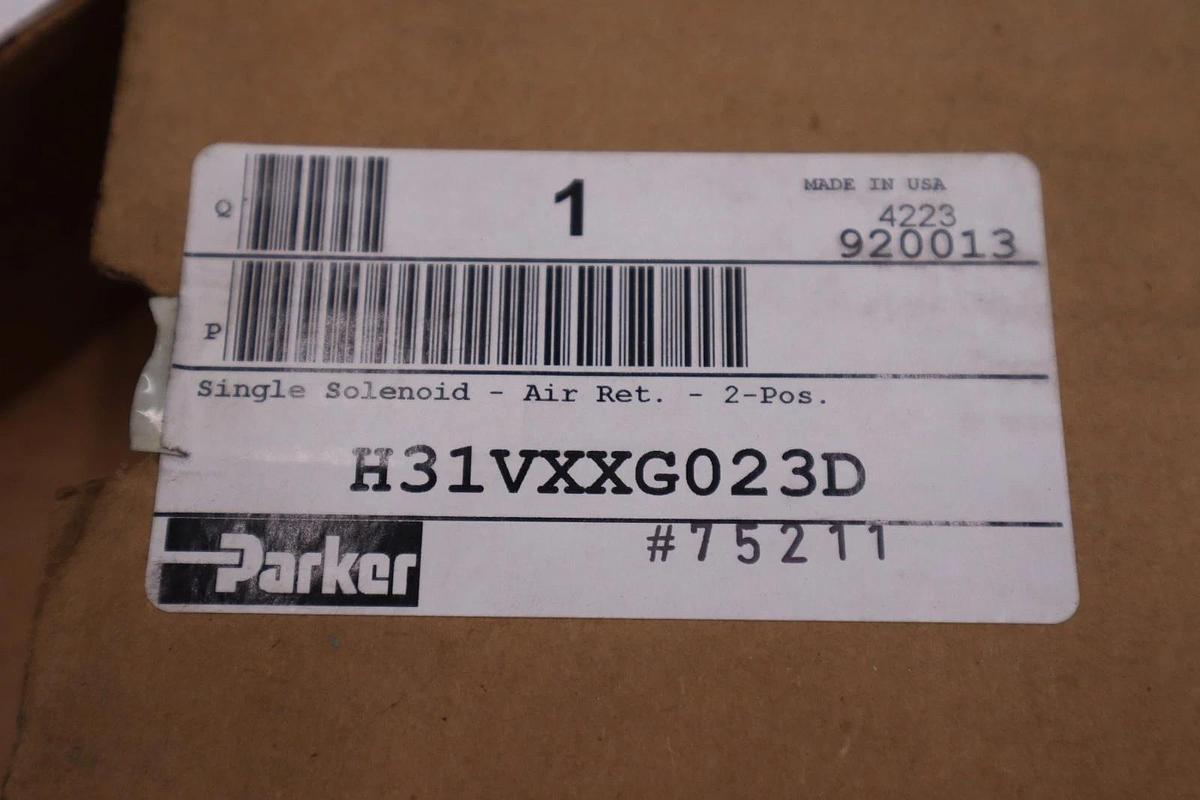 Q
1
MADE IN USA
4223
920013
P
Single Solenoid - Air Ret. - 2-Pos.
H31VXXG023D
Parker
#75211